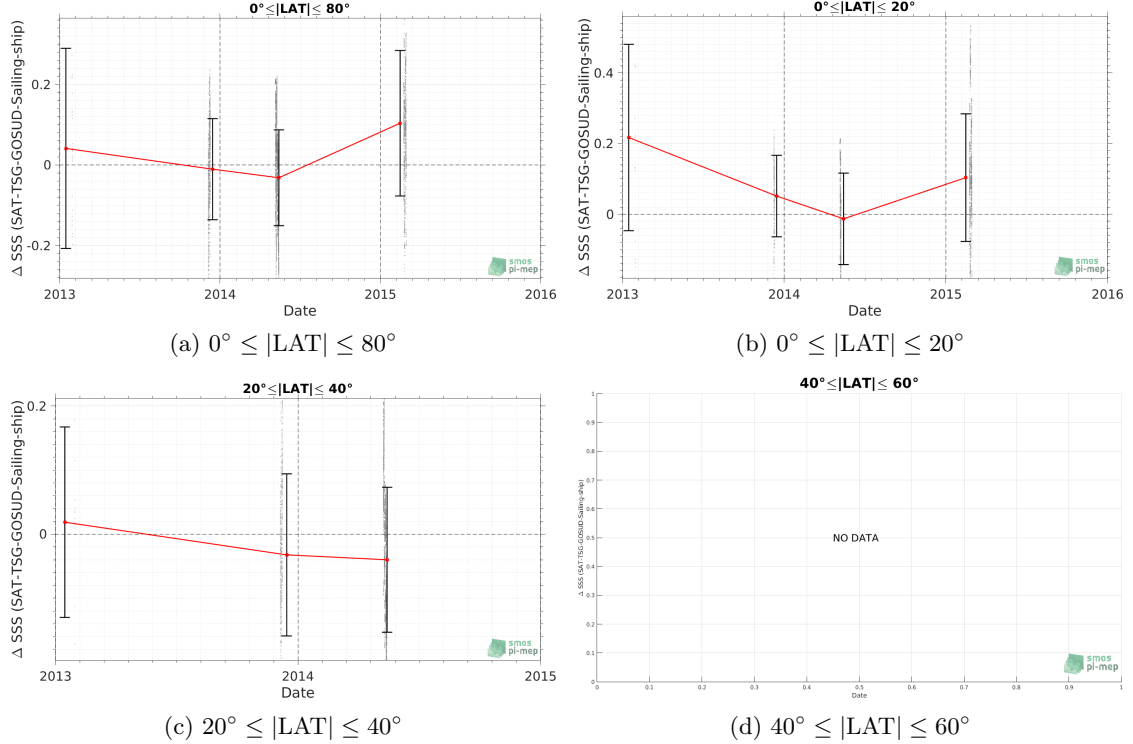 0°≤|LAT|≤ 80°
Δ SSS (SAT-TSG-GOSUD-Sailing-ship)
0.2
0
-0.2
2013 2014 2015 2016
Date
smos
pi-mep
(a) 0° ≤ |LAT| ≤ 80°
0°≤|LAT|≤ 20°
Δ SSS (SAT-TSG-GOSUD-Sailing-ship)
0.4
0.2
0
2013 2014 2015 2016
Date
smos
pi-mep
(b) 0° ≤ |LAT| ≤ 20°
20°≤|LAT|≤ 40°
Δ SSS (SAT-TSG-GOSUD-Sailing-ship)
0.2
0
2013 2014 2015
Date
smos
pi-mep
(c) 20° ≤ |LAT| ≤ 40°
40°≤|LAT|≤ 60°
Δ SSS (SAT-TSG-GOSUD-Sailing-ship)
1
0.9
0.8
0.7
0.6
0.5
0.4
0.3
0.2
0.1
0
NO DATA
0 0.1 0.2 0.3 0.4 0.5 0.6 0.7 0.8 0.9 1
Date
smos
pi-mep
(d) 40° ≤ |LAT| ≤ 60°